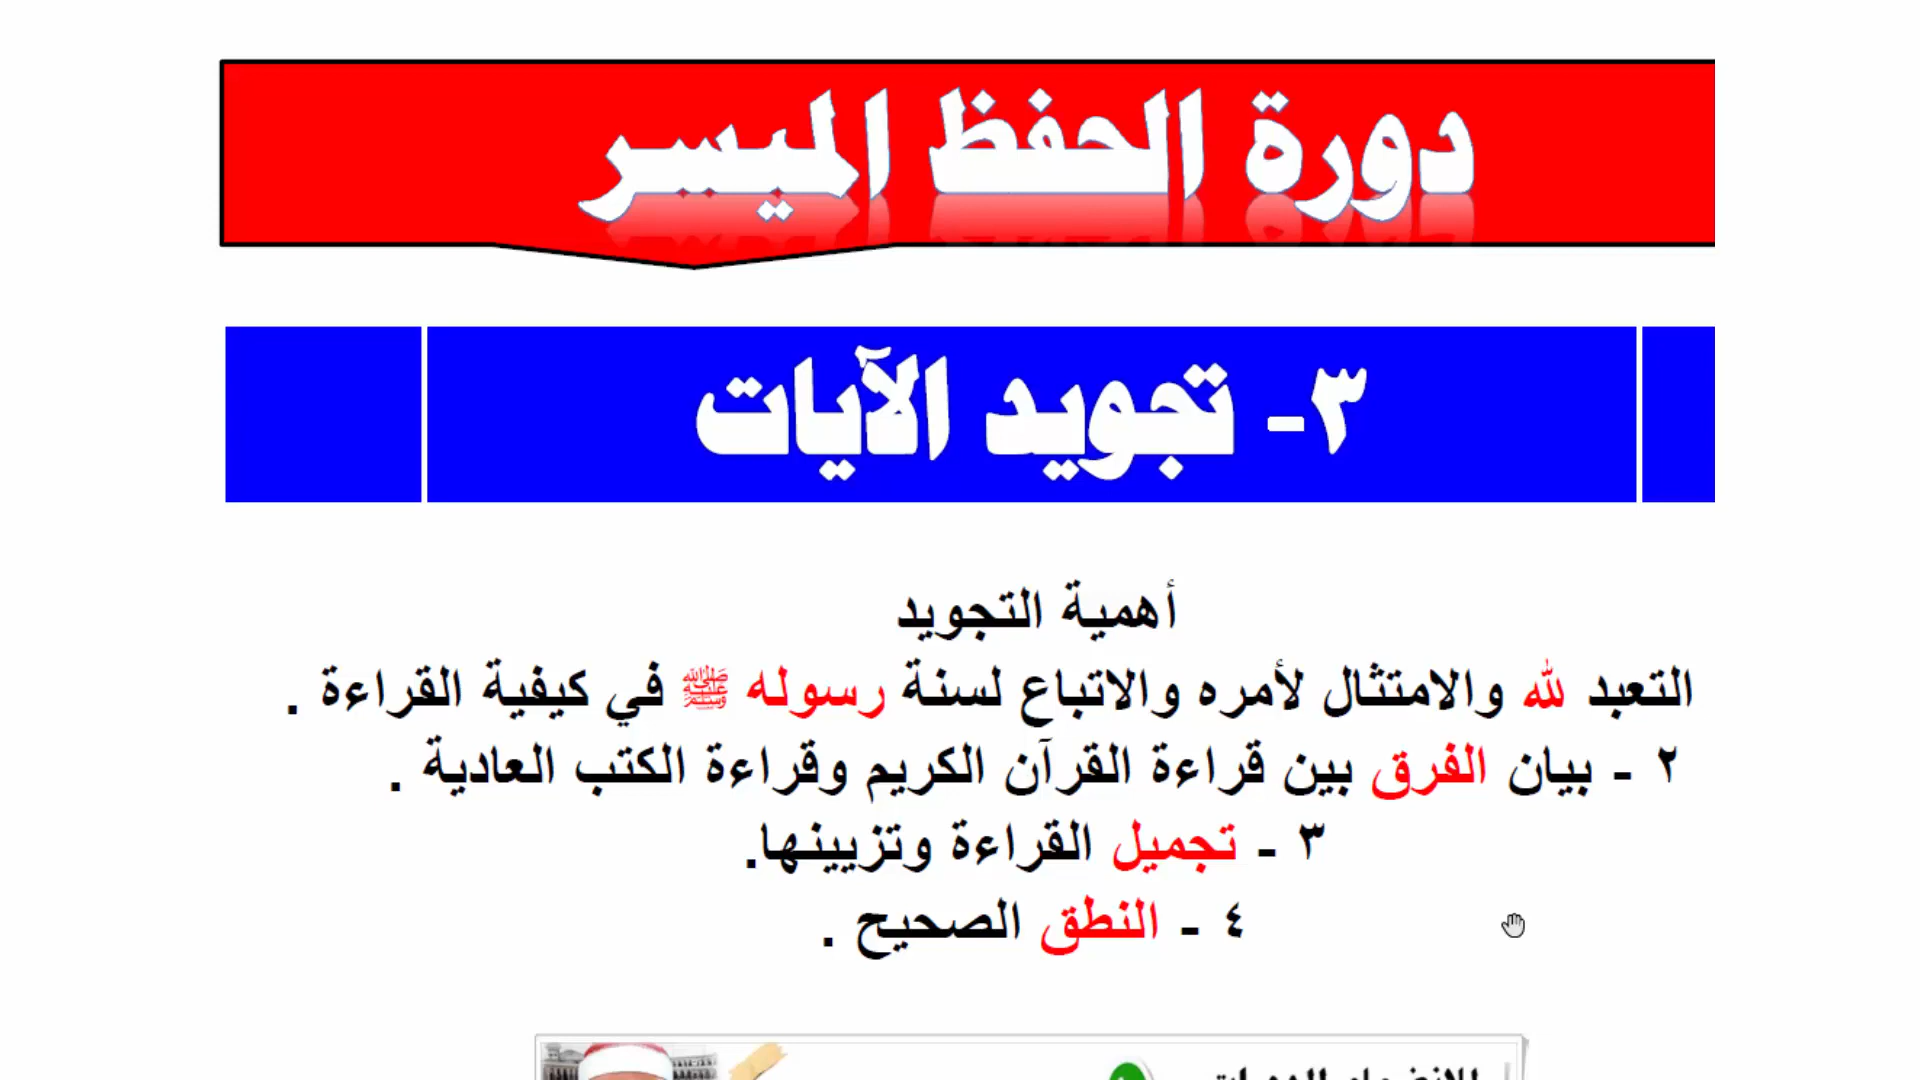 دورة الحفظ الميسر
٣- تجويد الآيات
أهمية التجويد
التعبد لله والامتثال لأمره والاتباع لسنة رسوله ﷺ في كيفية القراءة .
٢ - بيان الفرق بين قراءة القرآن الكريم وقراءة الكتب العادية .
٣ - تجميل القراءة وتزيينها.
٤ - النطق الصحيح .